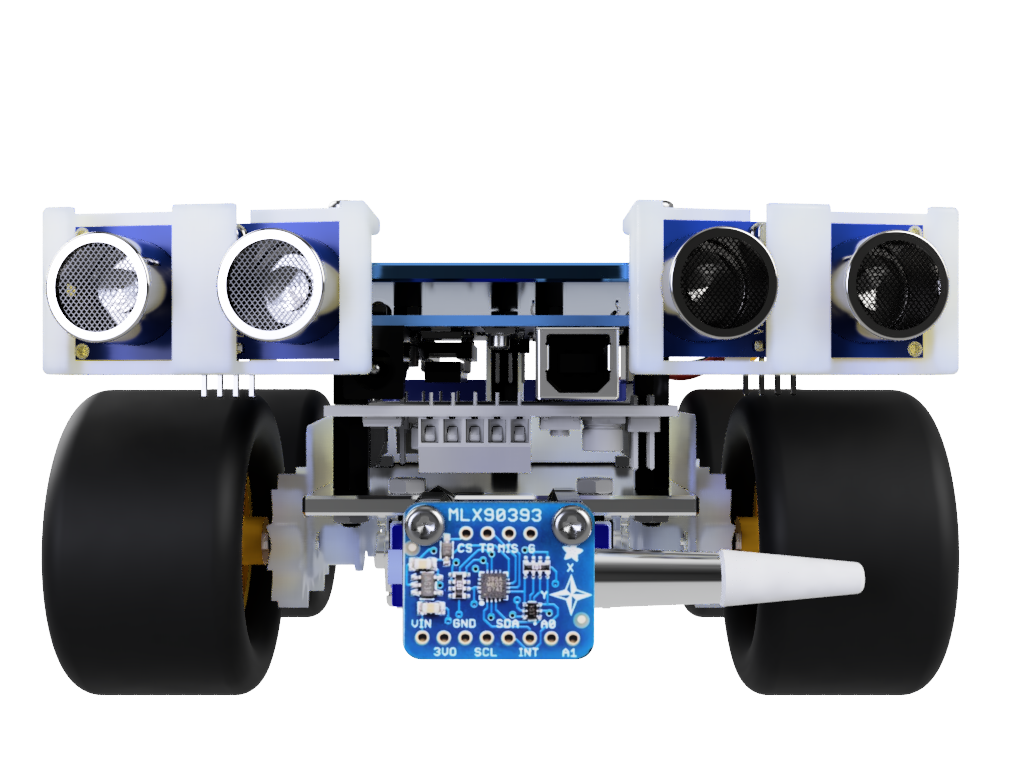 MLX90393
CS TR MIS G
X
Y
VIN GND SDA A0
3VO SCL INT A1